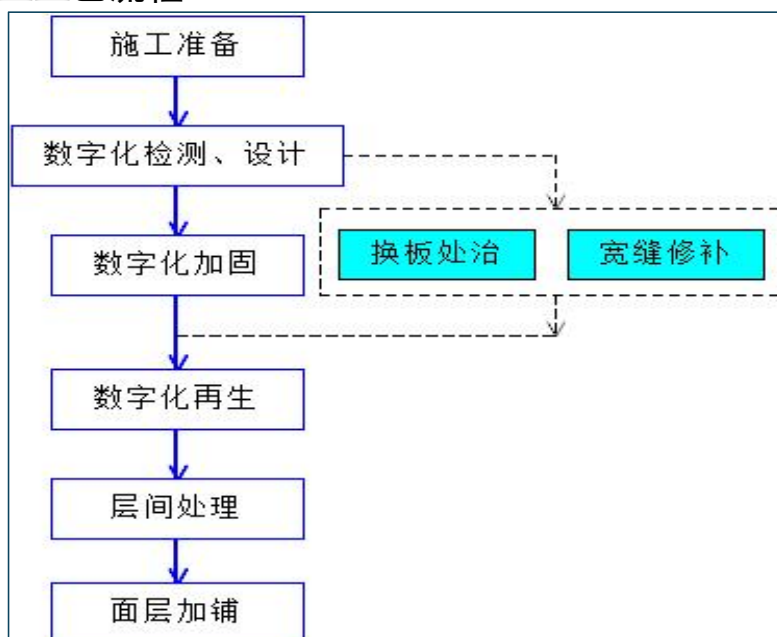 施工准备
数字化检测、设计
数字化加固
换板处治
宽缝修补
数字化再生
层间处理
面层加铺